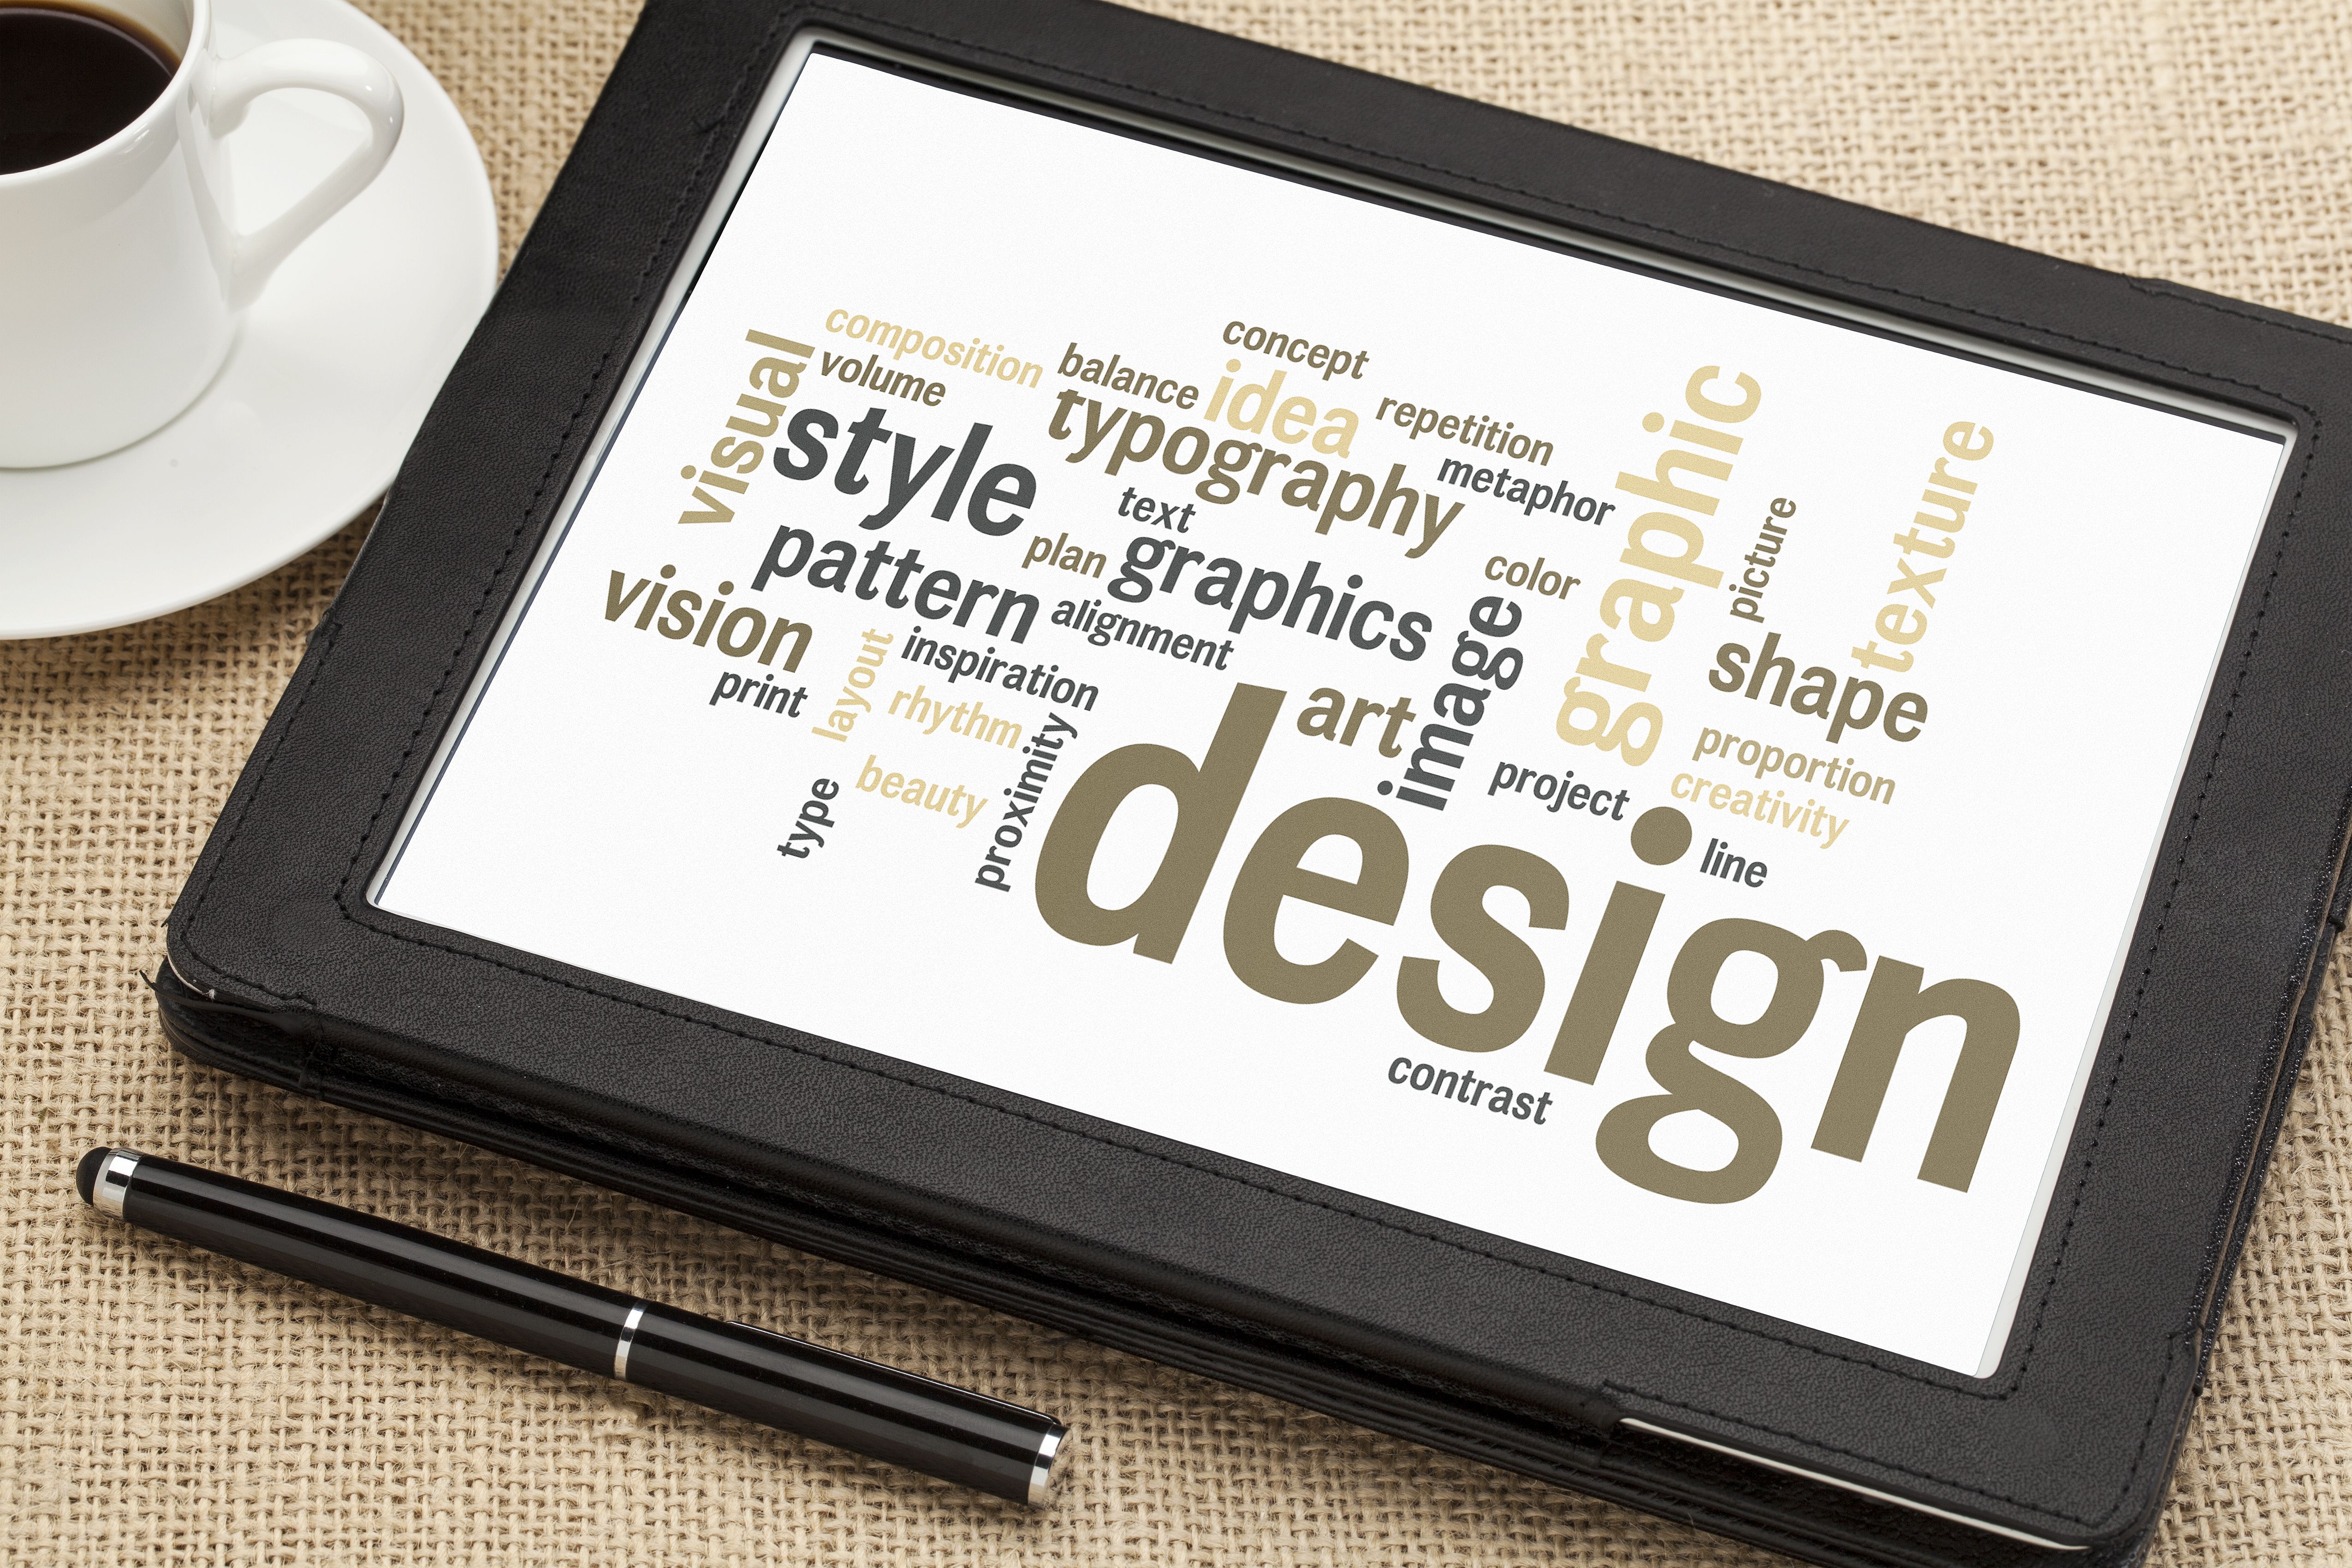 concept
composition
balance
idea
repetition
visual
volume
typography
metaphor
graphic
style
text
picture
texture
pattern
plan
graphics
color
vision
alignment
image
shape
layout
inspiration
print
rhythm
art
proportion
type
beauty
proximity
project
creativity
design
line
contrast